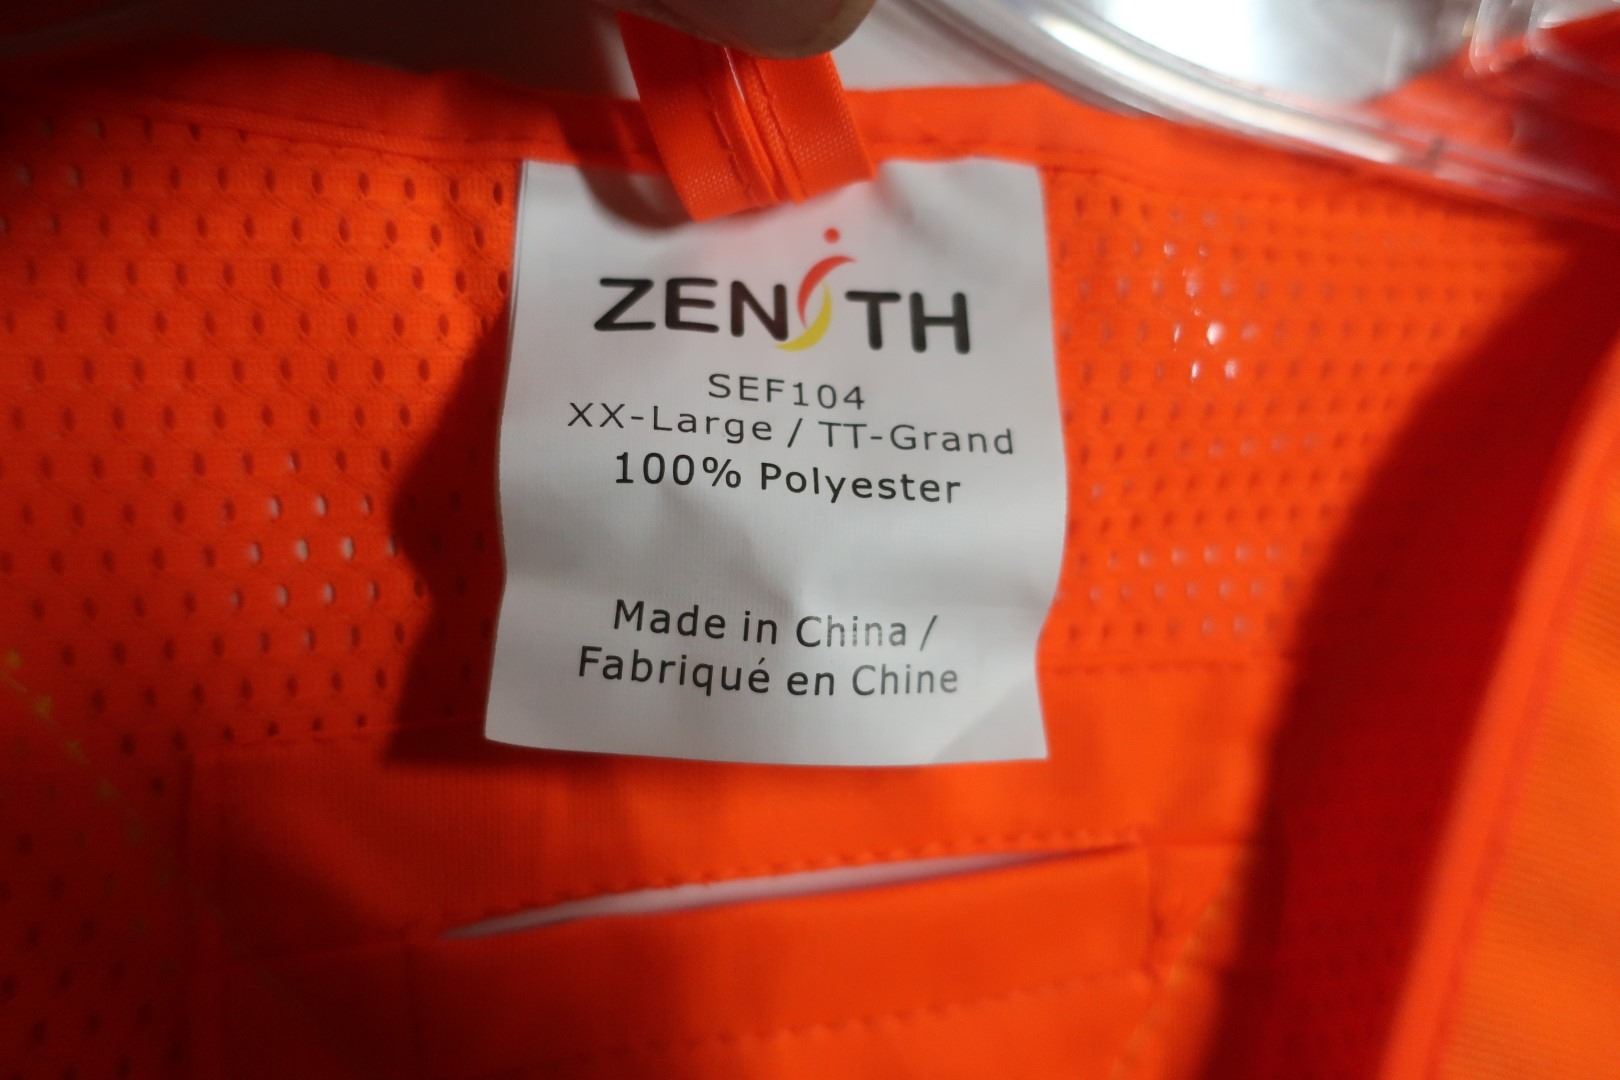 ZENITH
SEF104
XX-Large / TT-Grand
100% Polyester
Made in China /
Fabriqué en Chine